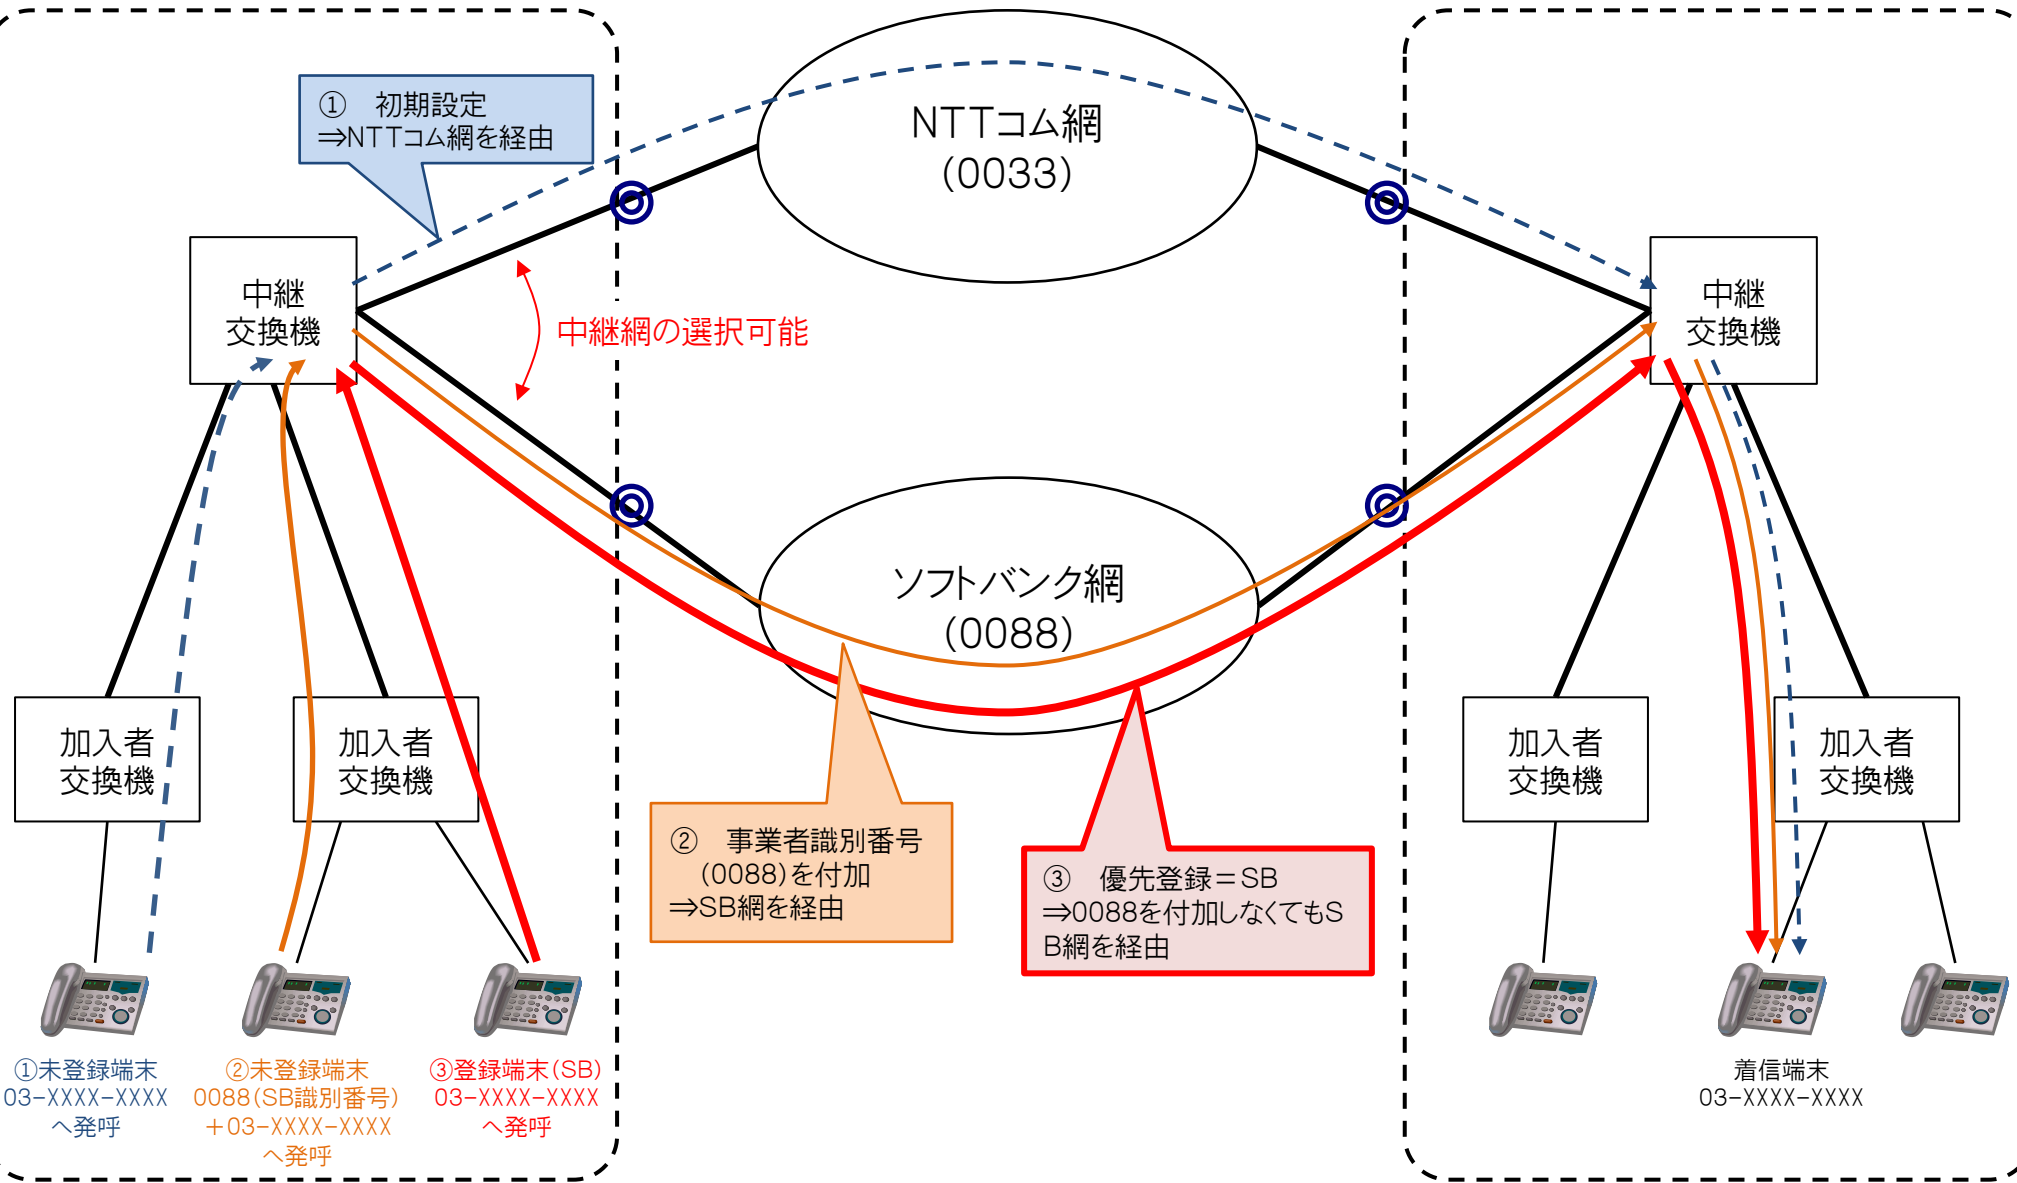 ① 初期設定
⇒NTTコム網を経由
NTTコム網
(0033)
中継
交換機
中継網の選択可能
中継
交換機
ソフトバンク網
(0088)
加入者
交換機
加入者
交換機
② 事業者識別番号
(0088)を付加
⇒SB網を経由
③ 優先登録=SB
⇒0088を付加しなくてもS
B網を経由
加入者
交換機
加入者
交換機
①未登録端末
03-XXXX-XXXX
へ発呼
②未登録端末
0088(SB識別番号)
+03-XXXX-XXXX
へ発呼
③登録端末(SB)
03-XXXX-XXXX
へ発呼
着信端末
03-XXXX-XXXX